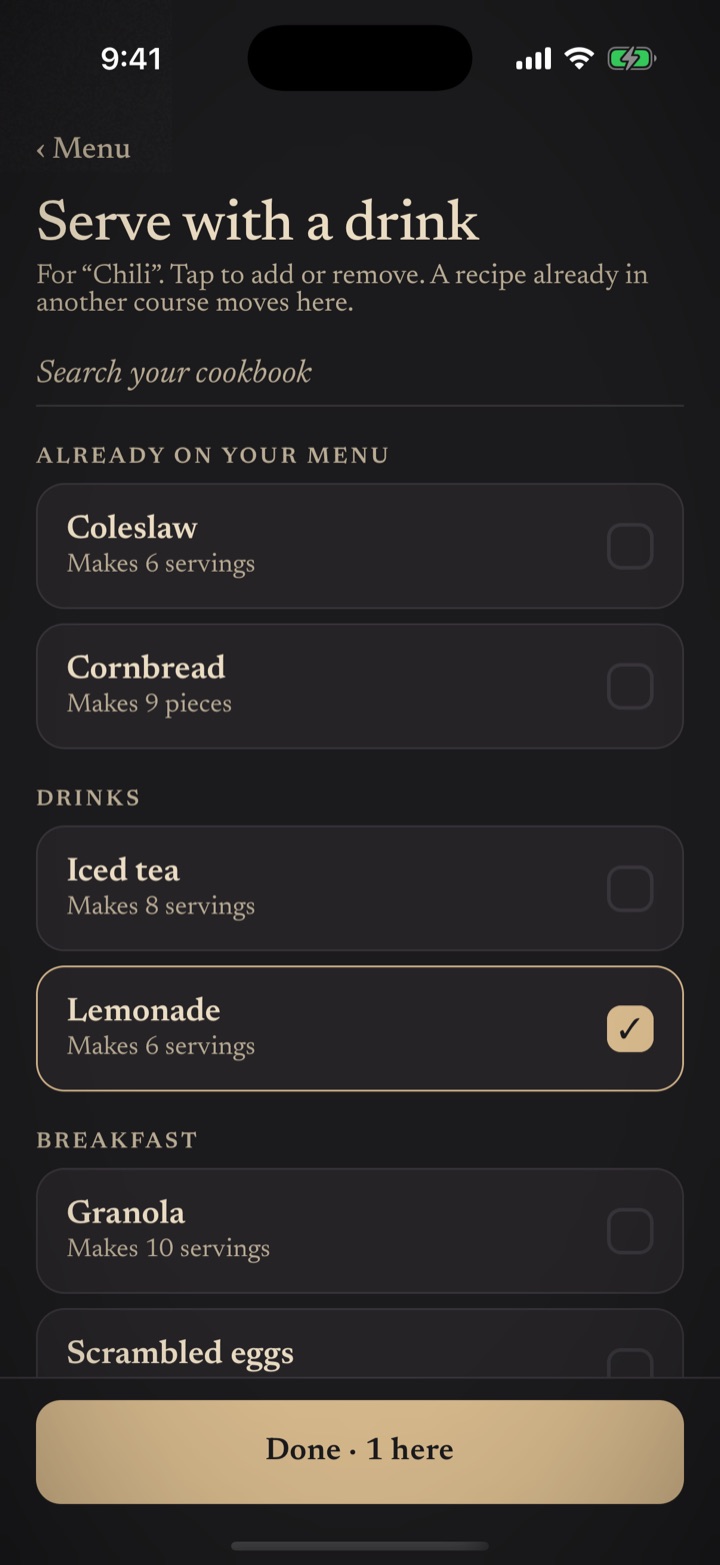 9:41
‹ Menu
Serve with a drink
For “Chili”. Tap to add or remove. A recipe already in
another course moves here.
Search your cookbook
ALREADY ON YOUR MENU
Coleslaw
Makes 6 servings
Cornbread
Makes 9 pieces
DRINKS
Iced tea
Makes 8 servings
Lemonade
Makes 6 servings
BREAKFAST
Granola
Makes 10 servings
Scrambled eggs
Done · 1 here